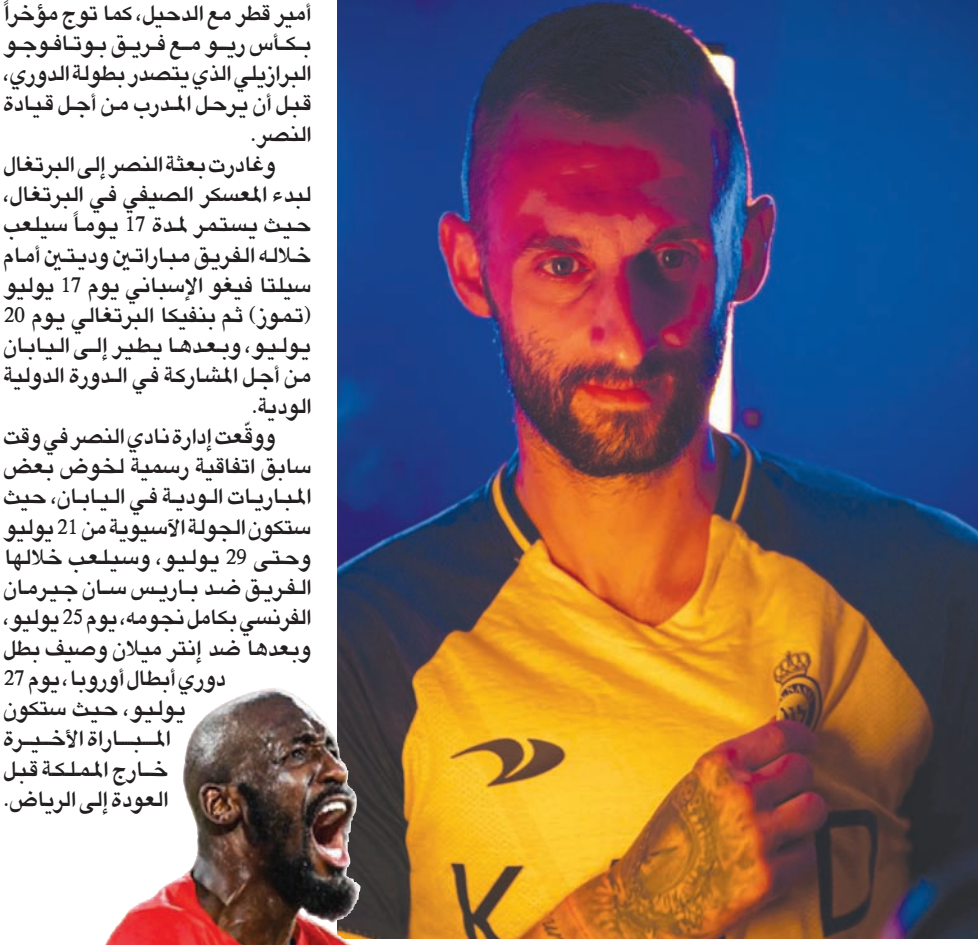 أمير قطر مع الدحيل، كما توج مؤخراً
بكأس ريو مع فريق بوتافوجو
البرازيلي الذي يتصدر بطولة الدوري،
قبل أن يرحل المدرب من أجل قيادة
النصر.
وغادرت بعثة النصر إلى البرتغال
لبدء المعسكر الصيفي في البرتغال،
حيث يستمر لمدة 17 يوماً سيلعب
خلاله الفريق مباراتين وديتين أمام
سيلتا فيغو الإسباني يوم 17 يوليو
(تموز) ثم بنفيكا البرتغالي يوم 20
يوليو، وبعدها يطير إلى اليابان
من أجل المشاركة في الدورة الدولية
الودية.
ووقّعت إدارة نادي النصر في وقت
سابق اتفاقية رسمية لخوض بعض
المباريات الودية في اليابان، حيث
ستكون الجولة الآسيوية من 21 يوليو
وحتى 29 يوليو، وسيلعب خلالها
الفريق ضد باريس سان جيرمان
الفرنسي بكامل نجومه، يوم 25 يوليو،
وبعدها ضد إنتر ميلان وصيف بطل
دوري أبطال أوروبا، يوم 27
يوليو، حيث ستكون
المباراة الأخيرة
خارج المملكة قبل
العودة إلى الرياض.